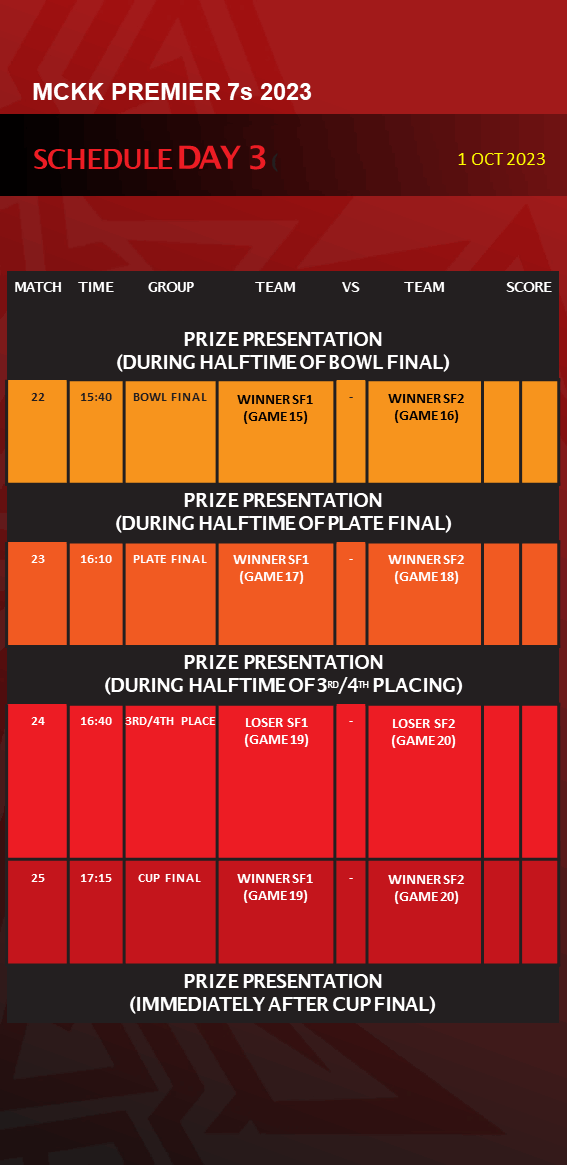 MCKK PREMIER 7s 2023
SCHEDULE DAY 3 (
1 OCT 2023
MATCH TIME GROUP TEAM VS TEAM SCORE
PRIZE PRESENTATION
(DURING HALFTIME OF BOWL FINAL)
22 15:40 BOWL FINAL WINNER SF1 - WINNER SF2
(GAME 15) (GAME 16)
PRIZE PRESENTATION
(DURING HALFTIME OF PLATE FINAL)
23 16:10 PLATE FINAL WINNER SF1 - WINNER SF2
(GAME 17) (GAME 18)
PRIZE PRESENTATION
(DURING HALFTIME OF 3RD/4TH PLACING)
24 16:40 3RD/4TH PLACE LOSER SF1 - LOSER SF2
(GAME 19) (GAME 20)
25 17:15 CUP FINAL WINNER SF1 - WINNER SF2
(GAME 19) (GAME 20)
PRIZE PRESENTATION
(IMMEDIATELY AFTER CUP FINAL)